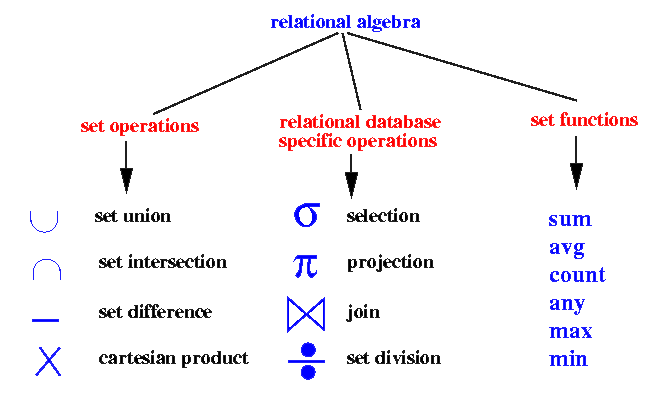 relational algebra
set operations
relational database
specific operations
set functions
∪ set union
∩ set intersection
− set difference
× cartesian product
σ selection
π projection
⋈ join
÷ set division
sum
avg
count
any
max
min